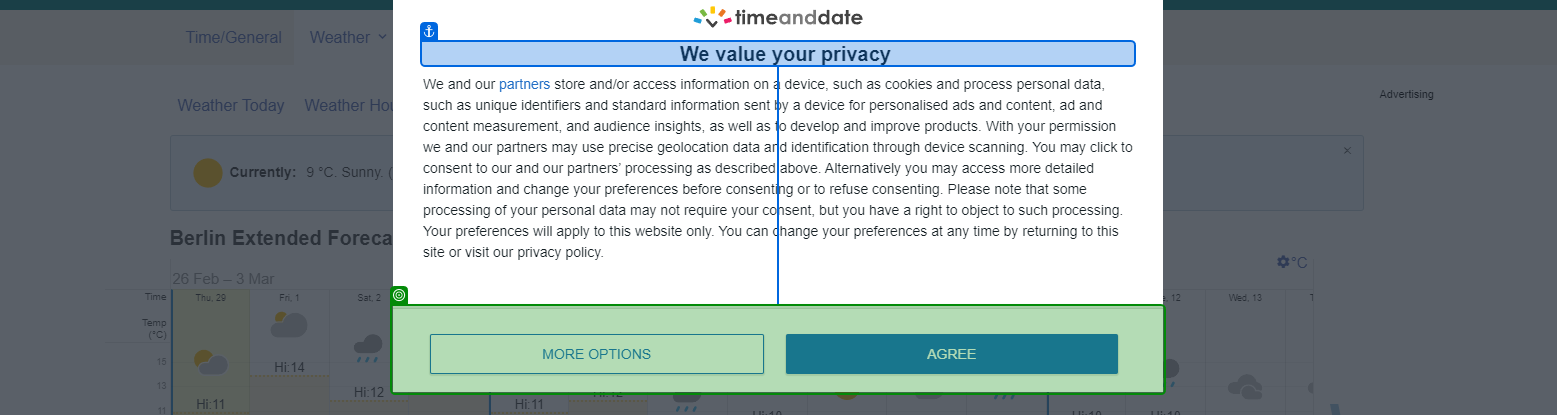 timeanddate
Time/General Weather
We value your privacy
We and our partners store and/or access information on a device, such as cookies and process personal data,
such as unique identifiers and standard information sent by a device for personalised ads and content, ad and
content measurement, and audience insights, as well as to develop and improve products. With your permission
we and our partners may use precise geolocation data and identification through device scanning. You may click to
consent to our and our partners’ processing as described above. Alternatively you may access more detailed
information and change your preferences before consenting or to refuse consenting. Please note that some
processing of your personal data may not require your consent, but you have a right to object to such processing.
Your preferences will apply to this website only. You can change your preferences at any time by returning to this
site or visit our privacy policy.
MORE OPTIONS AGREE
Weather Today Weather Hou
Advertising
Currently: 9 °C. Sunny. (
×
Berlin Extended Foreca
°C
26 Feb – 3 Mar
Time Thu, 29 Fri, 1 Sat, 2 12 Wed, 13
Temp
(°C)
16
Hi:14
13 Hi:12
11 Hi:11 Hi:11 Hi:12 Hi:10 Hi:10